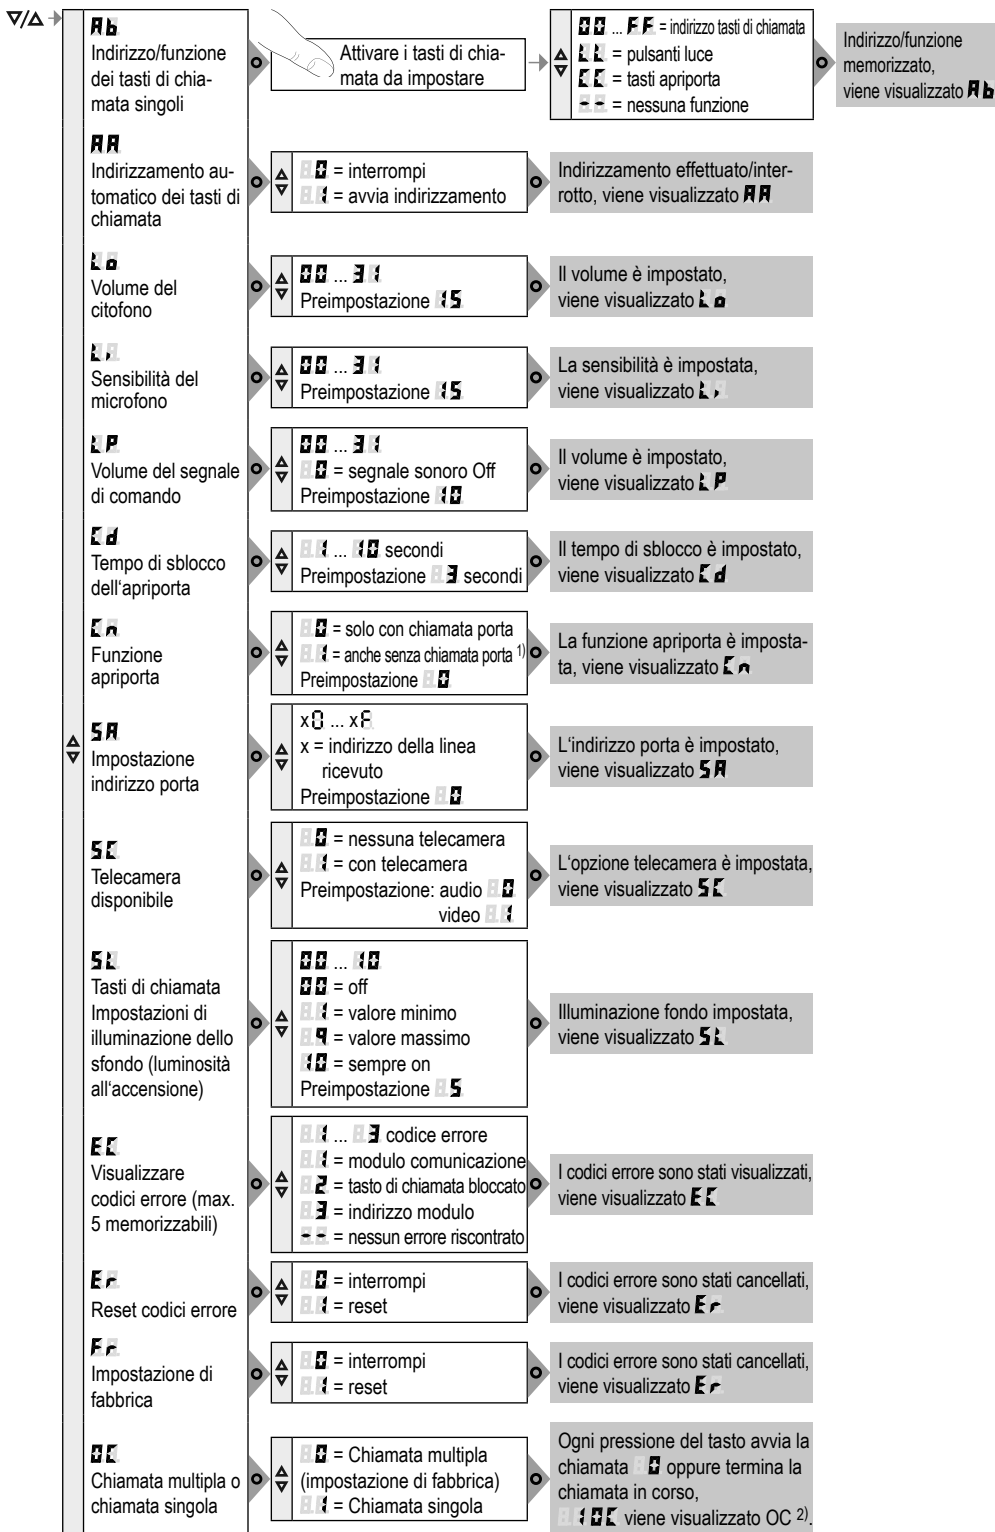 ▽/△
Ab
Indirizzo/funzione
dei tasti di chia-
mata singoli
Attivare i tasti di chia-
mata da impostare
00 ... FF = indirizzo tasti di chiamata
LL = pulsanti luce
CC = tasti apriporta
-- = nessuna funzione
Indirizzo/funzione
memorizzato,
viene visualizzato Ab
AA
Indirizzamento au-
tomatico dei tasti di
chiamata
0 = interrompi
1 = avvia indirizzamento
Indirizzamento effettuato/inter-
rotto, viene visualizzato AA
Lo
Volume del
citofono
00 ... 31
Preimpostazione 15
Il volume è impostato,
viene visualizzato Lo
Li
Sensibilità del
microfono
00 ... 31
Preimpostazione 15
La sensibilità è impostata,
viene visualizzato Li
LP
Volume del segnale
di comando
00 ... 31
0 = segnale sonoro Off
Preimpostazione 10
Il volume è impostato,
viene visualizzato LP
Cd
Tempo di sblocco
dell‘apriporta
1 ... 10 secondi
Preimpostazione 3 secondi
Il tempo di sblocco è impostato,
viene visualizzato Cd
Cn
Funzione
apriporta
0 = solo con chiamata porta
1 = anche senza chiamata porta 1)
Preimpostazione 0
La funzione apriporta è imposta-
ta, viene visualizzato Cn
SA
Impostazione
indirizzo porta
x0 ... xF
x = indirizzo della linea
ricevuto
Preimpostazione 0
L‘indirizzo porta è impostato,
viene visualizzato SA
SC
Telecamera
disponibile
0 = nessuna telecamera
1 = con telecamera
Preimpostazione: audio 0
video 1
L‘opzione telecamera è impostata,
viene visualizzato SC
SL
Tasti di chiamata
Impostazioni di
illuminazione dello
sfondo (luminosità
all‘accensione)
00 ... 10
00 = off
1 = valore minimo
9 = valore massimo
10 = sempre on
Preimpostazione 5
Illuminazione fondo impostata,
viene visualizzato SL
EC
Visualizzare
codici errore (max.
5 memorizzabili)
1 ... 3 codice errore
1 = modulo comunicazione
2 = tasto di chiamata bloccato
3 = indirizzo modulo
-- = nessun errore riscontrato
I codici errore sono stati visualizzati,
viene visualizzato EC
Er
Reset codici errore
0 = interrompi
1 = reset
I codici errore sono stati cancellati,
viene visualizzato Er
Fr
Impostazione di
fabbrica
0 = interrompi
1 = reset
I codici errore sono stati cancellati,
viene visualizzato Er
OC
Chiamata multipla o
chiamata singola
0 = Chiamata multipla
(impostazione di fabbrica)
1 = Chiamata singola
Ogni pressione del tasto avvia la
chiamata 0 oppure termina la
chiamata in corso,
1 OC viene visualizzato OC 2).